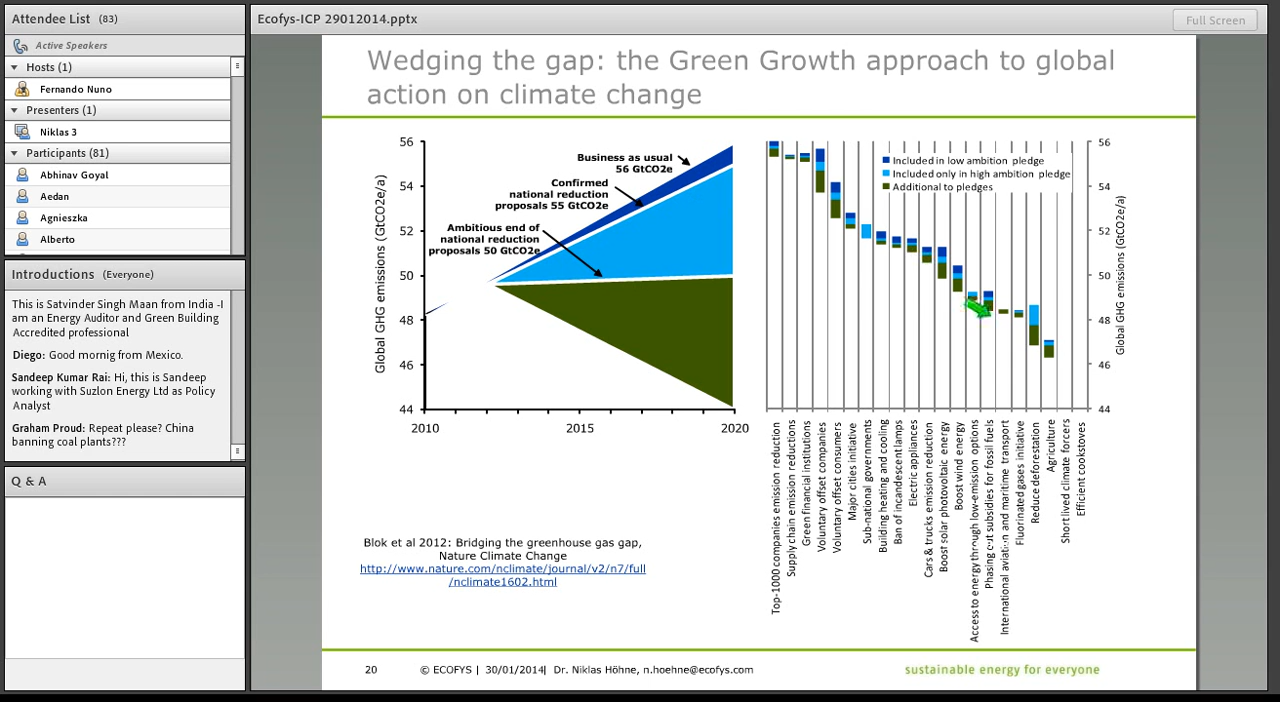 Attendee List (83)
Active Speakers
Hosts (1)
Fernando Nuno
Presenters (1)
Niklas 3
Participants (81)
Abhinav Goyal
Aedan
Agnieszka
Alberto
Introductions (Everyone)
This is Satvinder Singh Maan from India -I
am an Energy Auditor and Green Building
Accredited professional
Diego: Good mornig from Mexico.
Sandeep Kumar Rai: Hi, this is Sandeep
working with Suzlon Energy Ltd as Policy
Analyst
Graham Proud: Repeat please? China
banning coal plants???
Q & A
Ecofys-ICP 29012014.pptx
Full Screen
Wedging the gap: the Green Growth approach to global
action on climate change
Global GHG emissions (GtCO2e/a)
56
54
52
50
48
46
44
2010
2015
2020
Business as usual
56 GtCO2e
Confirmed
national reduction
proposals 55 GtCO2e
Ambitious end of
national reduction
proposals 50 GtCO2e
Included in low ambition pledge
Included only in high ambition pledge
Additional to pledges
56
54
52
50
48
46
44
Global GHG emissions (GtCO2e/a)
Top-1000 companies emission reduction
Supply chain emission reductions
Green financial institutions
Voluntary offset companies
Voluntary offset consumers
Major cities initiative
Sub-national governments
Building heating and cooling
Ban of incandescent lamps
Electric appliances
Cars & trucks emission reduction
Boost solar photovoltaic energy
Boost wind energy
Access to energy through low-emission options
Phasing out subsidies for fossil fuels
International aviation and maritime transport
Fluorinated gases initiative
Reduce deforestation
Agriculture
Short lived climate forcers
Efficient cookstoves
Blok et al 2012: Bridging the greenhouse gas gap,
Nature Climate Change
http://www.nature.com/nclimate/journal/v2/n7/full
/nclimate1602.html
20
© ECOFYS | 30/01/2014| Dr. Niklas Höhne, n.hoehne@ecofys.com
sustainable energy for everyone